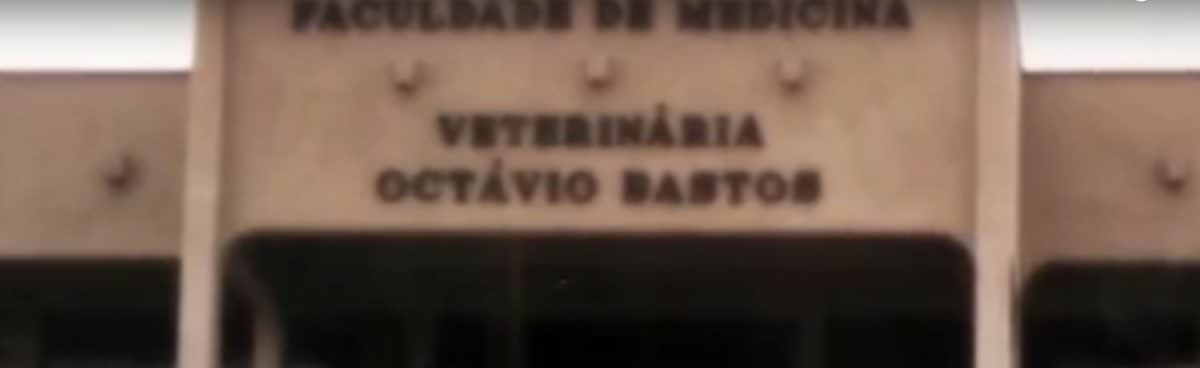 FACULDADE DE MEDICINA
VETERINÁRIA
OCTÁVIO BASTOS